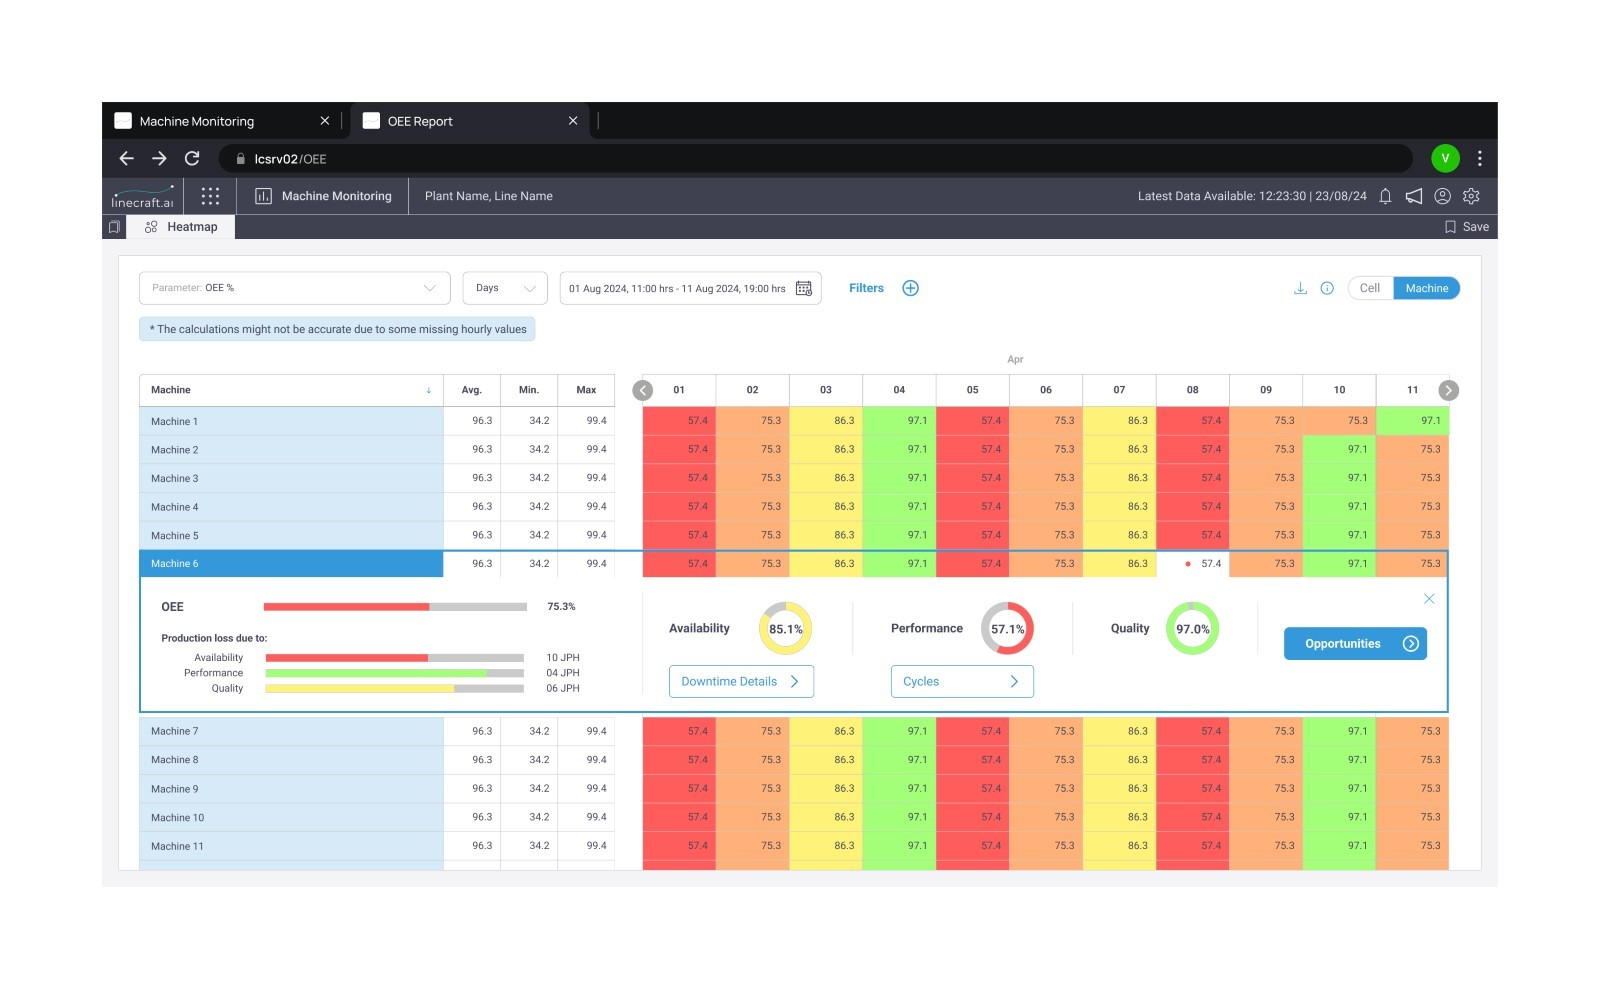 Machine Monitoring
OEE Report
lcsrv02/OEE
V
linecraft.ai
Machine Monitoring
Plant Name, Line Name
Latest Data Available: 12:23:30 | 23/08/24
Heatmap
Save
Parameter: OEE %
Days
01 Aug 2024, 11:00 hrs - 11 Aug 2024, 19:00 hrs
Filters
Cell
Machine
* The calculations might not be accurate due to some missing hourly values
Apr
Machine Avg. Min. Max 01 02 03 04 05 06 07 08 09 10 11
Machine 1 96.3 34.2 99.4 57.4 75.3 86.3 97.1 57.4 75.3 86.3 57.4 75.3 75.3 97.1
Machine 2 96.3 34.2 99.4 57.4 75.3 86.3 97.1 57.4 75.3 86.3 57.4 75.3 97.1 75.3
Machine 3 96.3 34.2 99.4 57.4 75.3 86.3 97.1 57.4 75.3 86.3 57.4 75.3 97.1 75.3
Machine 4 96.3 34.2 99.4 57.4 75.3 86.3 97.1 57.4 75.3 86.3 57.4 75.3 97.1 75.3
Machine 5 96.3 34.2 99.4 57.4 75.3 86.3 97.1 57.4 75.3 86.3 57.4 75.3 97.1 75.3
Machine 6 96.3 34.2 99.4 57.4 75.3 86.3 97.1 57.4 75.3 86.3 57.4 75.3 97.1 75.3
OEE 75.3%
Production loss due to:
Availability 10 JPH
Performance 04 JPH
Quality 06 JPH
Availability 85.1%
Downtime Details
Performance 57.1%
Cycles
Quality 97.0%
Opportunities
Machine 7 96.3 34.2 99.4 57.4 75.3 86.3 97.1 57.4 75.3 86.3 57.4 75.3 97.1 75.3
Machine 8 96.3 34.2 99.4 57.4 75.3 86.3 97.1 57.4 75.3 86.3 57.4 75.3 97.1 75.3
Machine 9 96.3 34.2 99.4 57.4 75.3 86.3 97.1 57.4 75.3 86.3 57.4 75.3 97.1 75.3
Machine 10 96.3 34.2 99.4 57.4 75.3 86.3 97.1 57.4 75.3 86.3 57.4 75.3 97.1 75.3
Machine 11 96.3 34.2 99.4 57.4 75.3 86.3 97.1 57.4 75.3 86.3 57.4 75.3 97.1 75.3